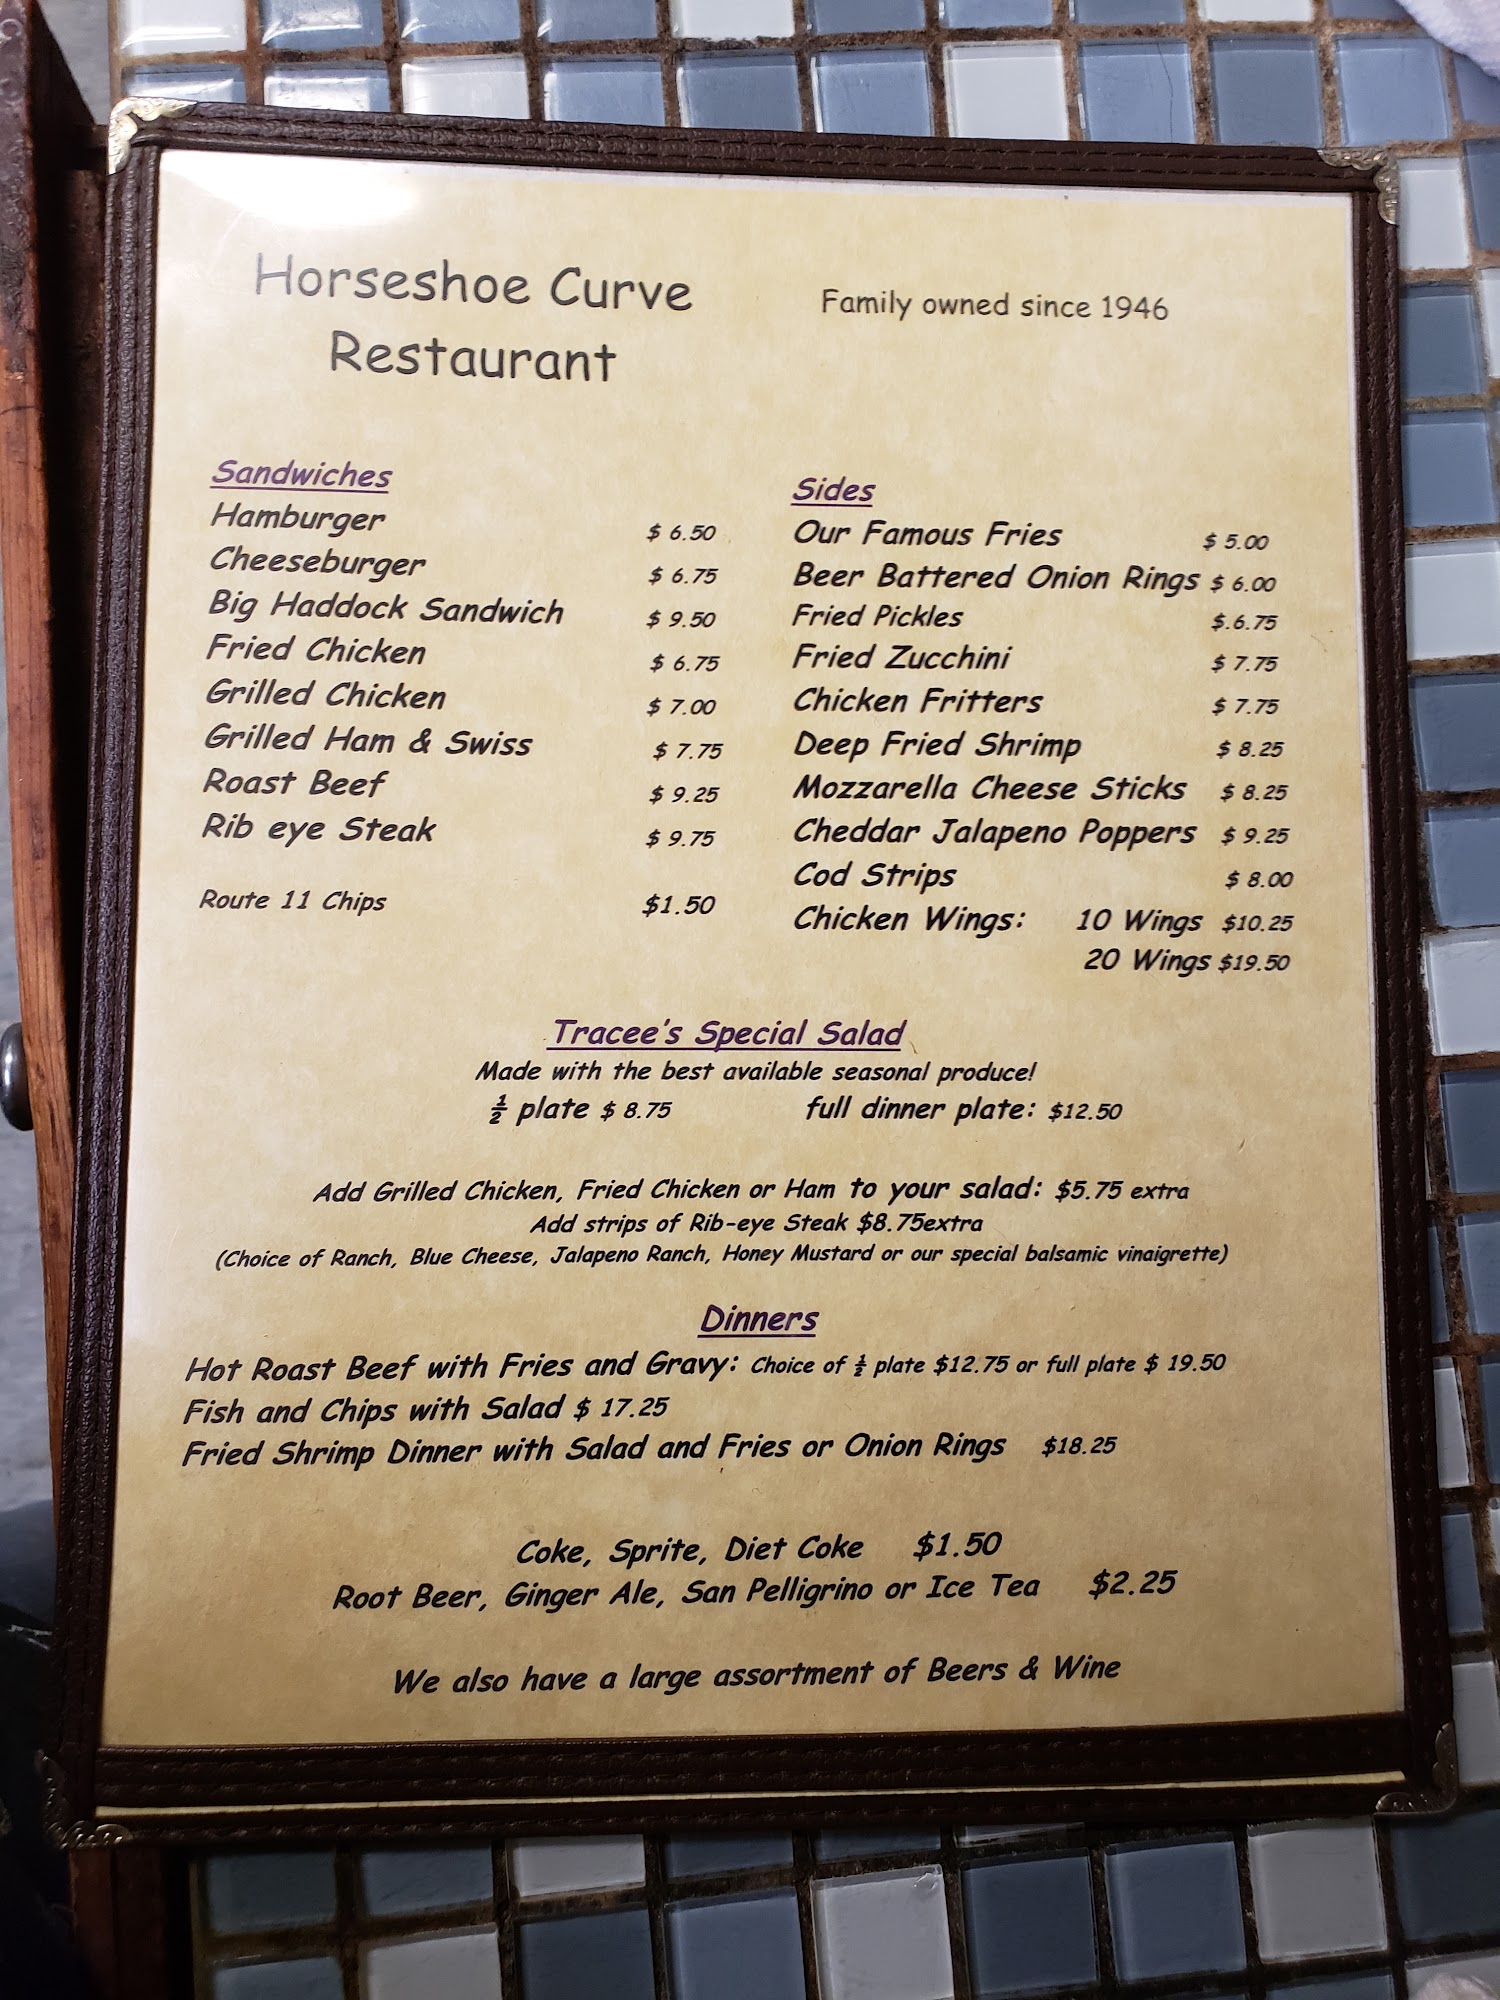 Horseshoe Curve
Restaurant
Family owned since 1946
Sandwiches
Hamburger $ 6.50
Cheeseburger $ 6.75
Big Haddock Sandwich $ 9.50
Fried Chicken $ 6.75
Grilled Chicken $ 7.00
Grilled Ham & Swiss $ 7.75
Roast Beef $ 9.25
Rib eye Steak $ 9.75
Route 11 Chips $1.50
Sides
Our Famous Fries $ 5.00
Beer Battered Onion Rings $ 6.00
Fried Pickles $.6.75
Fried Zucchini $ 7.75
Chicken Fritters $ 7.75
Deep Fried Shrimp $ 8.25
Mozzarella Cheese Sticks $ 8.25
Cheddar Jalapeno Poppers $ 9.25
Cod Strips $ 8.00
Chicken Wings: 10 Wings $10.25
20 Wings $19.50
Tracee's Special Salad
Made with the best available seasonal produce!
½ plate $ 8.75 full dinner plate: $12.50
Add Grilled Chicken, Fried Chicken or Ham to your salad: $5.75 extra
Add strips of Rib-eye Steak $8.75extra
(Choice of Ranch, Blue Cheese, Jalapeno Ranch, Honey Mustard or our special balsamic vinaigrette)
Dinners
Hot Roast Beef with Fries and Gravy: Choice of ½ plate $12.75 or full plate $ 19.50
Fish and Chips with Salad $ 17.25
Fried Shrimp Dinner with Salad and Fries or Onion Rings $18.25
Coke, Sprite, Diet Coke $1.50
Root Beer, Ginger Ale, San Pelligrino or Ice Tea $2.25
We also have a large assortment of Beers & Wine